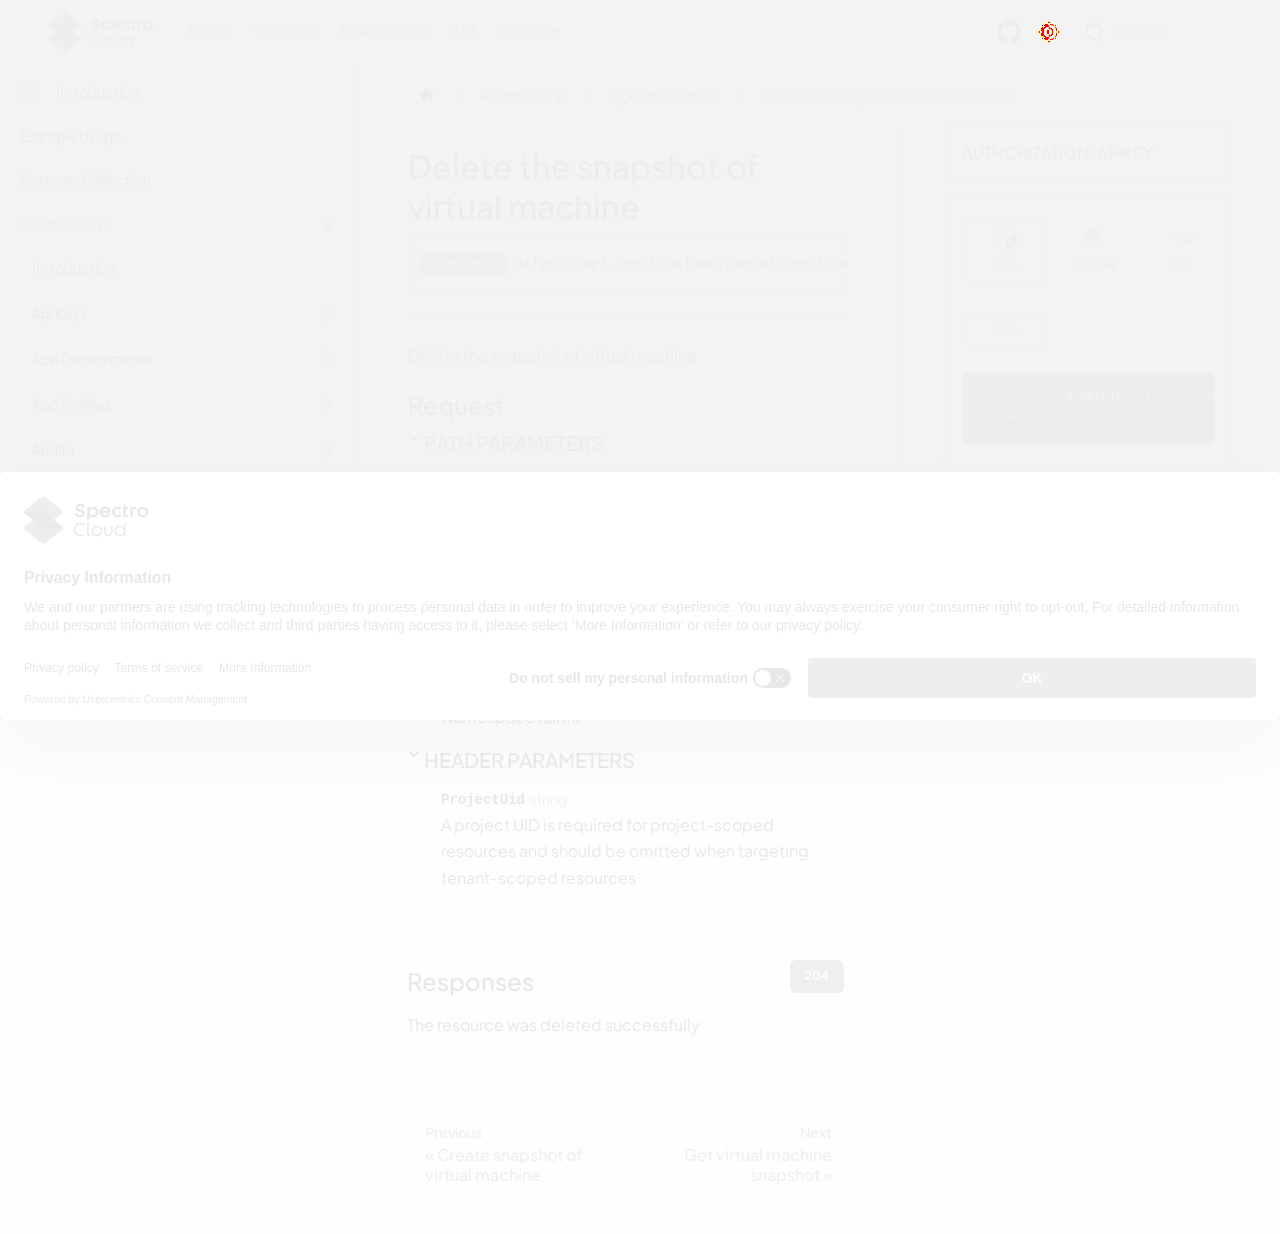 Spectro Cloud
Docs Tutorials Downloads API latest
Search
Introduction
Palette API V1 Spectroclusters Delete the snapshot of virtual machine
Example Usage
Postman Collection
Palette API V1
Introduction
Api Keys
App Deployments
App Profiles
Audits
Delete the snapshot of
virtual machine
https://api.spectrocloud.com/v1/spectroc
Delete the snapshot of virtual machine
Request
PATH PARAMETERS
AUTHORIZATION: APIKEY
CURL PYTHON GO
CURL
DELETE
Spectro
Cloud
Privacy Information
We and our partners are using tracking technologies to process personal data in order to improve your experience. You may always exercise your consumer right to opt-out. For detailed information
about personal information we collect and third parties having access to it, please select ‘More Information’ or refer to our privacy policy.
Privacy policy Terms of service More Information
Do not sell my personal information
OK
Powered by Usercentrics Consent Management
Namespace name
HEADER PARAMETERS
ProjectUid string
A project UID is required for project-scoped
resources and should be omitted when targeting
tenant-scoped resources
Responses
204
The resource was deleted successfully
Previous
« Create snapshot of
virtual machine
Next
Get virtual machine
snapshot »